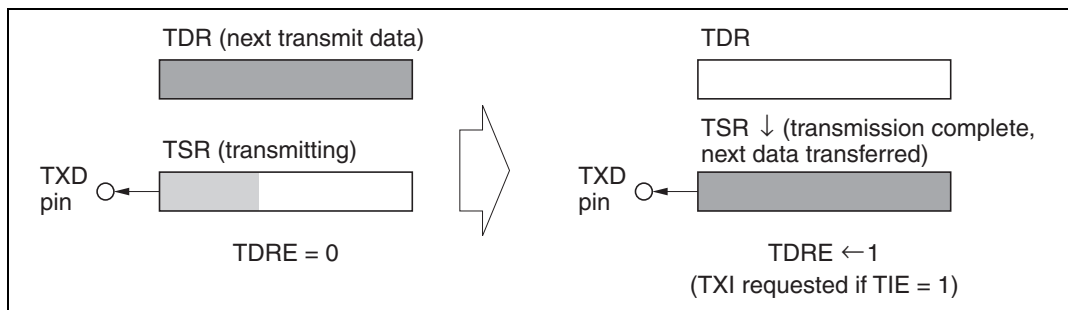 TDR (next transmit data)
TSR (transmitting)
TXD
pin
TDRE = 0
TDR
TSR ↓ (transmission complete,
next data transferred)
TXD
pin
TDRE ←1
(TXI requested if TIE = 1)